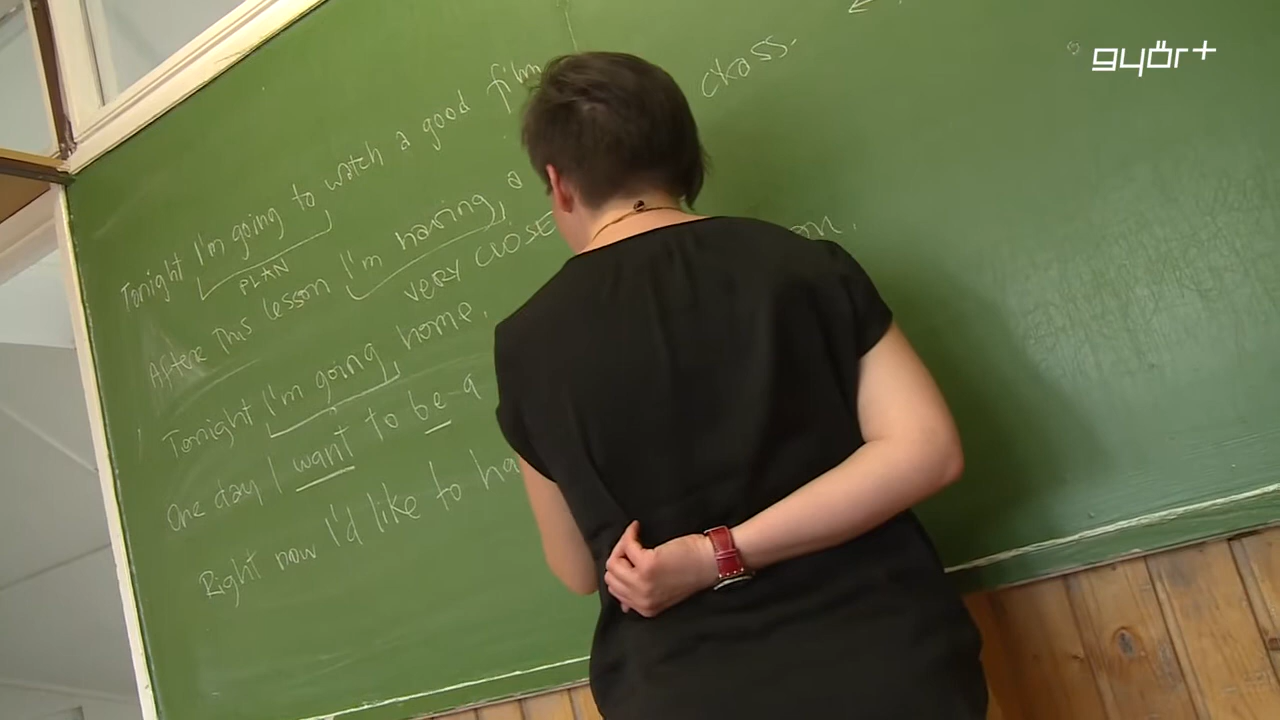 győr+
Tonight I'm going to watch a good film
PLAN
After this lesson I'm having a class.
VERY CLOSE
Tonight I'm going home.
One day I want to be a
Right now I'd like to ha